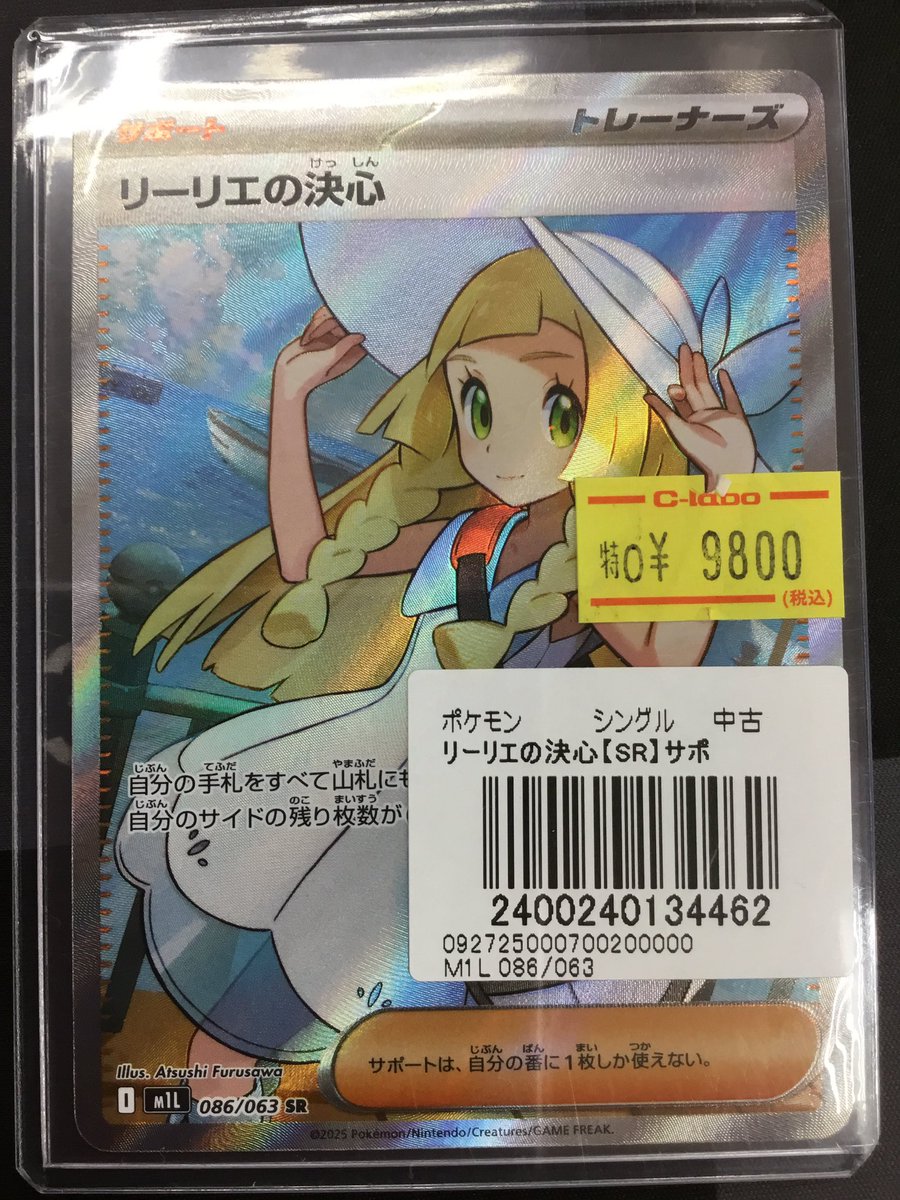 サポート
トレーナーズ
けっ しん
リーリエの決心
C-labo
特0¥ 9800
(税込)
ポケモン シングル 中古
リーリエの決心【SR】サポ
2400240134462
092725000700200000
M1L 086/063
じぶん てふだ やまふだ
自分の手札をすべて山札に
じぶん のこ まいすう
自分のサイドの残り枚数が
じぶん ばん まい つか
サポートは、自分の番に1枚しか使えない。
Illus. Atsushi Furusawa
I M1L 086/063 SR
©2025 Pokémon/Nintendo/Creatures/GAME FREAK.